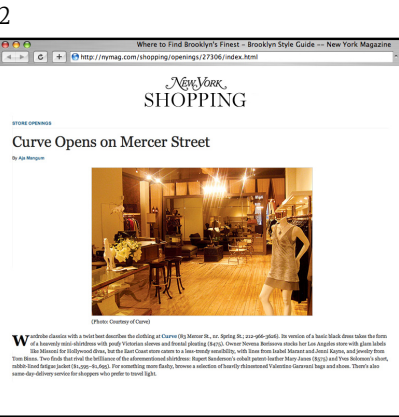 2
Where to Find Brooklyn's Finest – Brooklyn Style Guide -- New York Magazine
http://nymag.com/shopping/openings/27306/index.html
NEW YORK
SHOPPING
STORE OPENINGS
Curve Opens on Mercer Street
By Aja Mangum
(Photo: Courtesy of Curve)
Wardrobe classics with a twist best describes the clothing at Curve (83 Mercer St., nr. Spring St.; 212-966-3626). Its version of a basic black dress takes the form
of a heavenly mini-shirtdress with poufy Victorian sleeves and frontal pleating ($475). Owner Nevena Borissova stocks her Los Angeles store with glam labels
like Missoni for Hollywood divas, but the East Coast store caters to a less-trendy sensibility, with lines from Isabel Marant and Jenni Kayne, and jewelry from
Tom Binns. Two finds that rival the brilliance of the aforementioned shirtdress: Rupert Sanderson's cobalt patent-leather Mary Janes ($575) and Yves Solomon's short,
rabbit-lined fatigue jacket ($1,595–$1,695). For something more flashy, browse a selection of heavily rhinestoned Valentino Garavani bags and shoes. There's also
same-day-delivery service for shoppers who prefer to travel light.